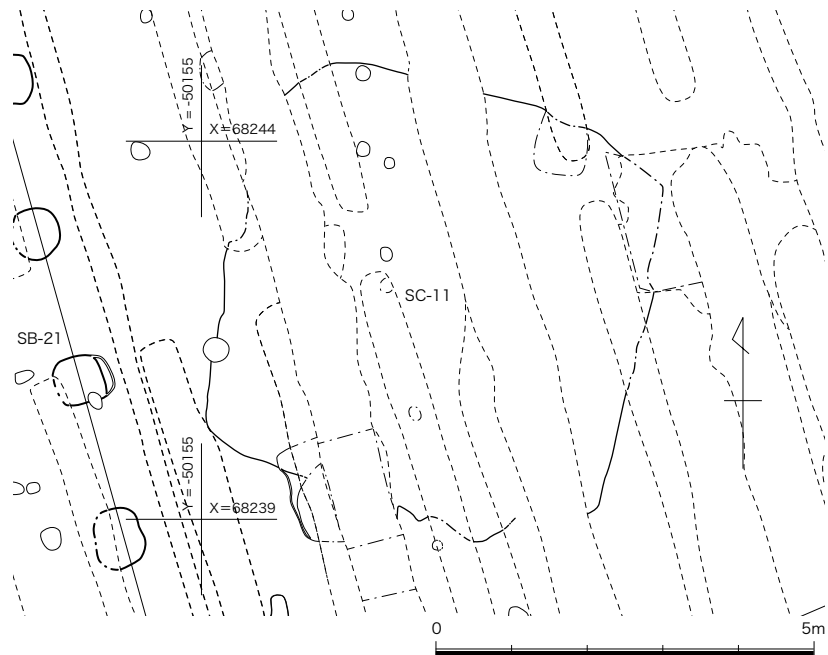 Y = -50155
X=68244
SC-11
SB-21
Y = -50155
X=68239
0
5m